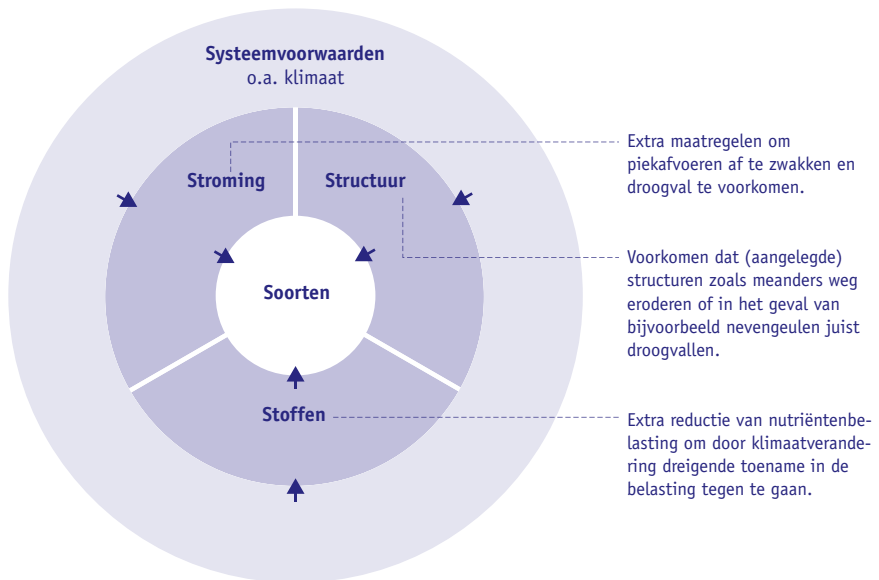 Systeemvoorwaarden
o.a. klimaat
Stroming
Structuur
Soorten
Stoffen
Extra maatregelen om
piekafvoeren af te zwakken en
droogval te voorkomen.
Voorkomen dat (aangelegde)
structuren zoals meanders weg
eroderen of in het geval van
bijvoorbeeld nevengeulen juist
droogvallen.
Extra reductie van nutriëntenbe-
lasting om door klimaatverande-
ring dreigende toename in de
belasting tegen te gaan.